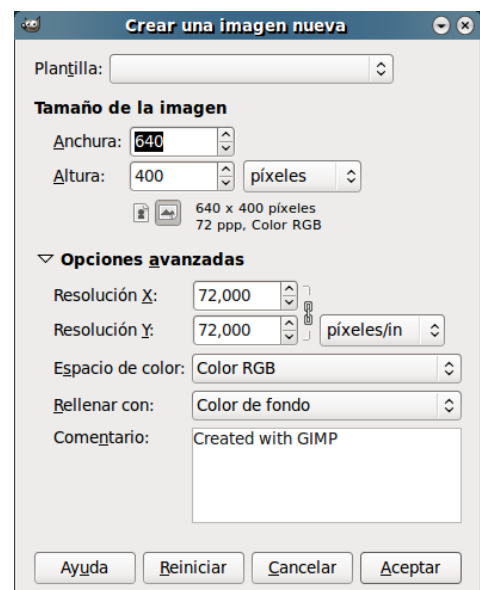 Crear una imagen nueva
Plantilla:
Tamaño de la imagen
Anchura: 640
Altura: 400 píxeles
640 x 400 píxeles
72 ppp, Color RGB
Opciones avanzadas
Resolución X: 72,000
Resolución Y: 72,000 píxeles/in
Espacio de color: Color RGB
Rellenar con: Color de fondo
Comentario: Created with GIMP
Ayuda Reiniciar Cancelar Aceptar